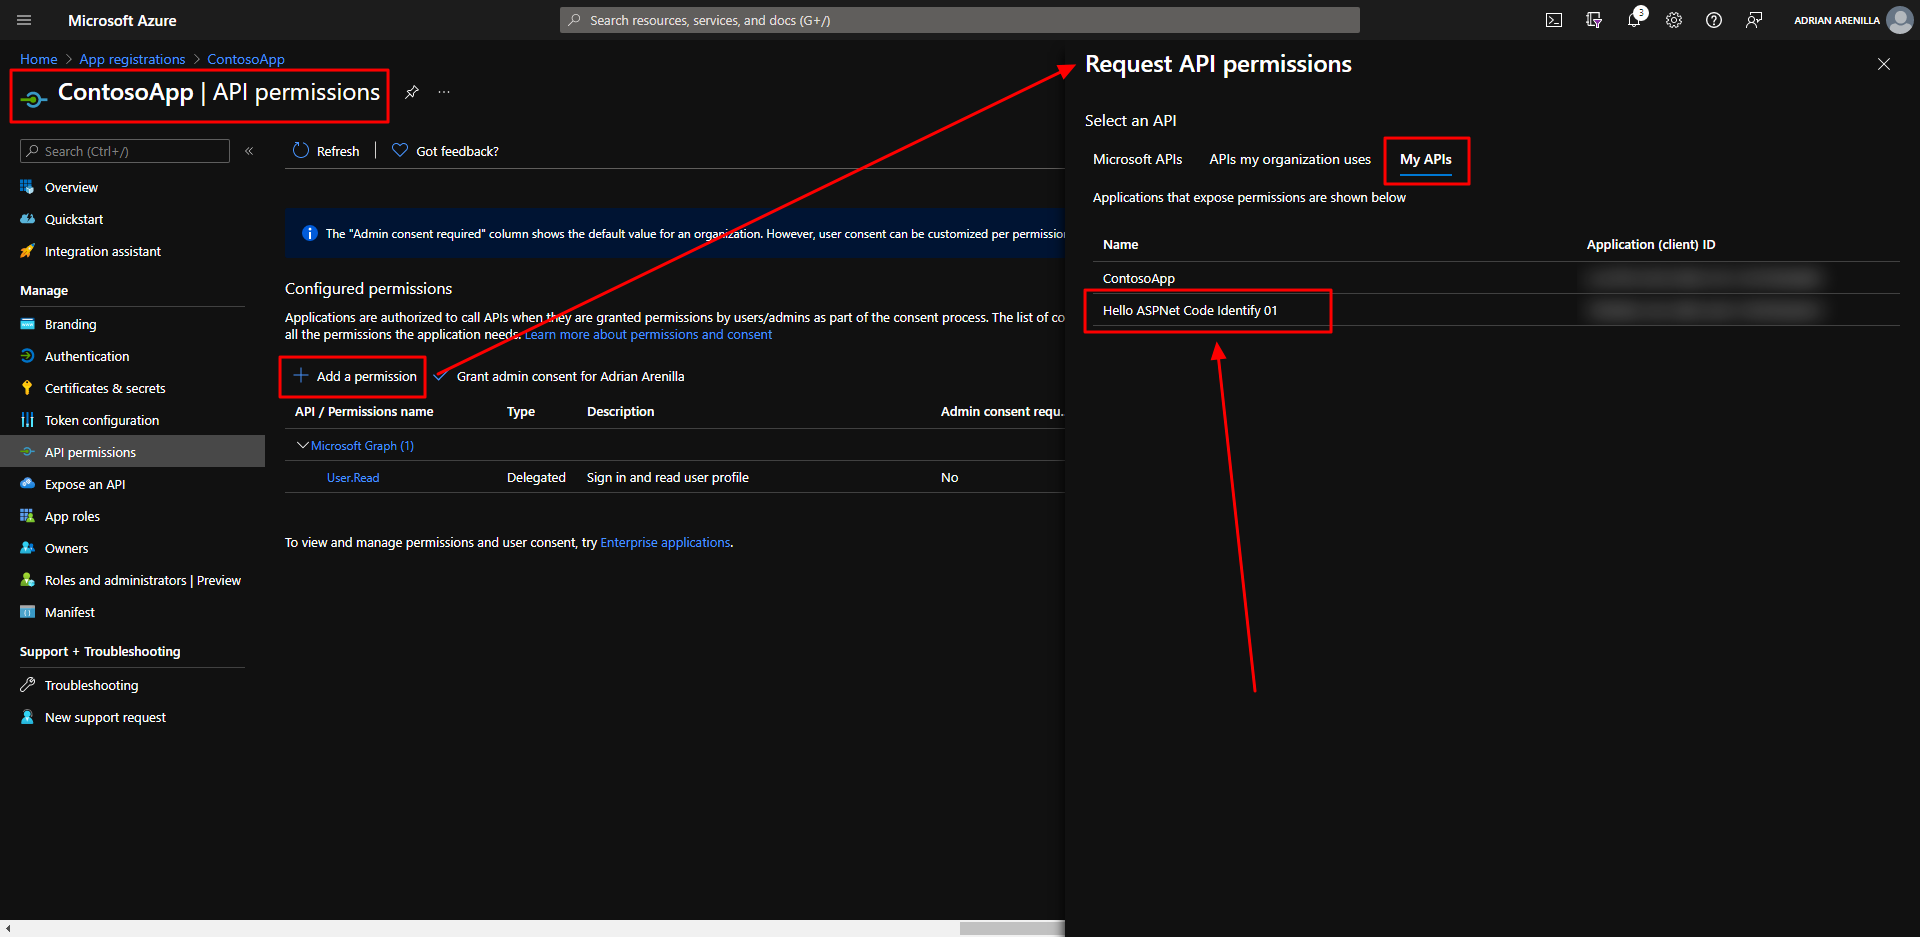 Microsoft Azure
Search resources, services, and docs (G+/)
3
ADRIAN ARENILLA
Home > App registrations > ContosoApp
ContosoApp | API permissions
...
Search (Ctrl+/)
«
Overview
Quickstart
Integration assistant
Manage
Branding
Authentication
Certificates & secrets
Token configuration
API permissions
Expose an API
App roles
Owners
Roles and administrators | Preview
Manifest
Support + Troubleshooting
Troubleshooting
New support request
Refresh
Got feedback?
The "Admin consent required" column shows the default value for an organization. However, user consent can be customized per permissio
Configured permissions
Applications are authorized to call APIs when they are granted permissions by users/admins as part of the consent process. The list of co
all the permissions the application needs. Learn more about permissions and consent
+ Add a permission
Grant admin consent for Adrian Arenilla
API / Permissions name Type Description Admin consent requ...
Microsoft Graph (1)
User.Read Delegated Sign in and read user profile No
To view and manage permissions and user consent, try Enterprise applications.
Request API permissions
Select an API
Microsoft APIs APIs my organization uses My APIs
Applications that expose permissions are shown below
Name Application (client) ID
ContosoApp
Hello ASPNet Code Identify 01